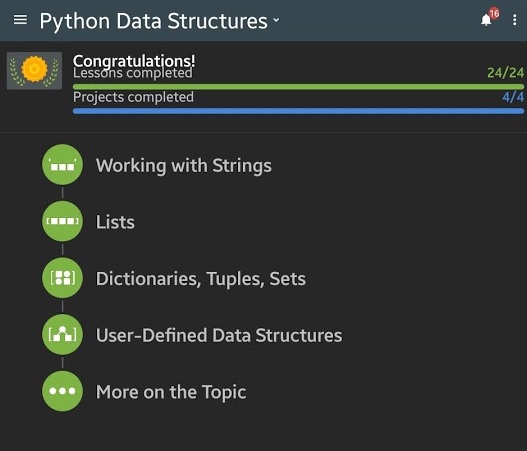 Python Data Structures
16
Congratulations!
Lessons completed 24/24
Projects completed 4/4
Working with Strings
Lists
Dictionaries, Tuples, Sets
User-Defined Data Structures
More on the Topic